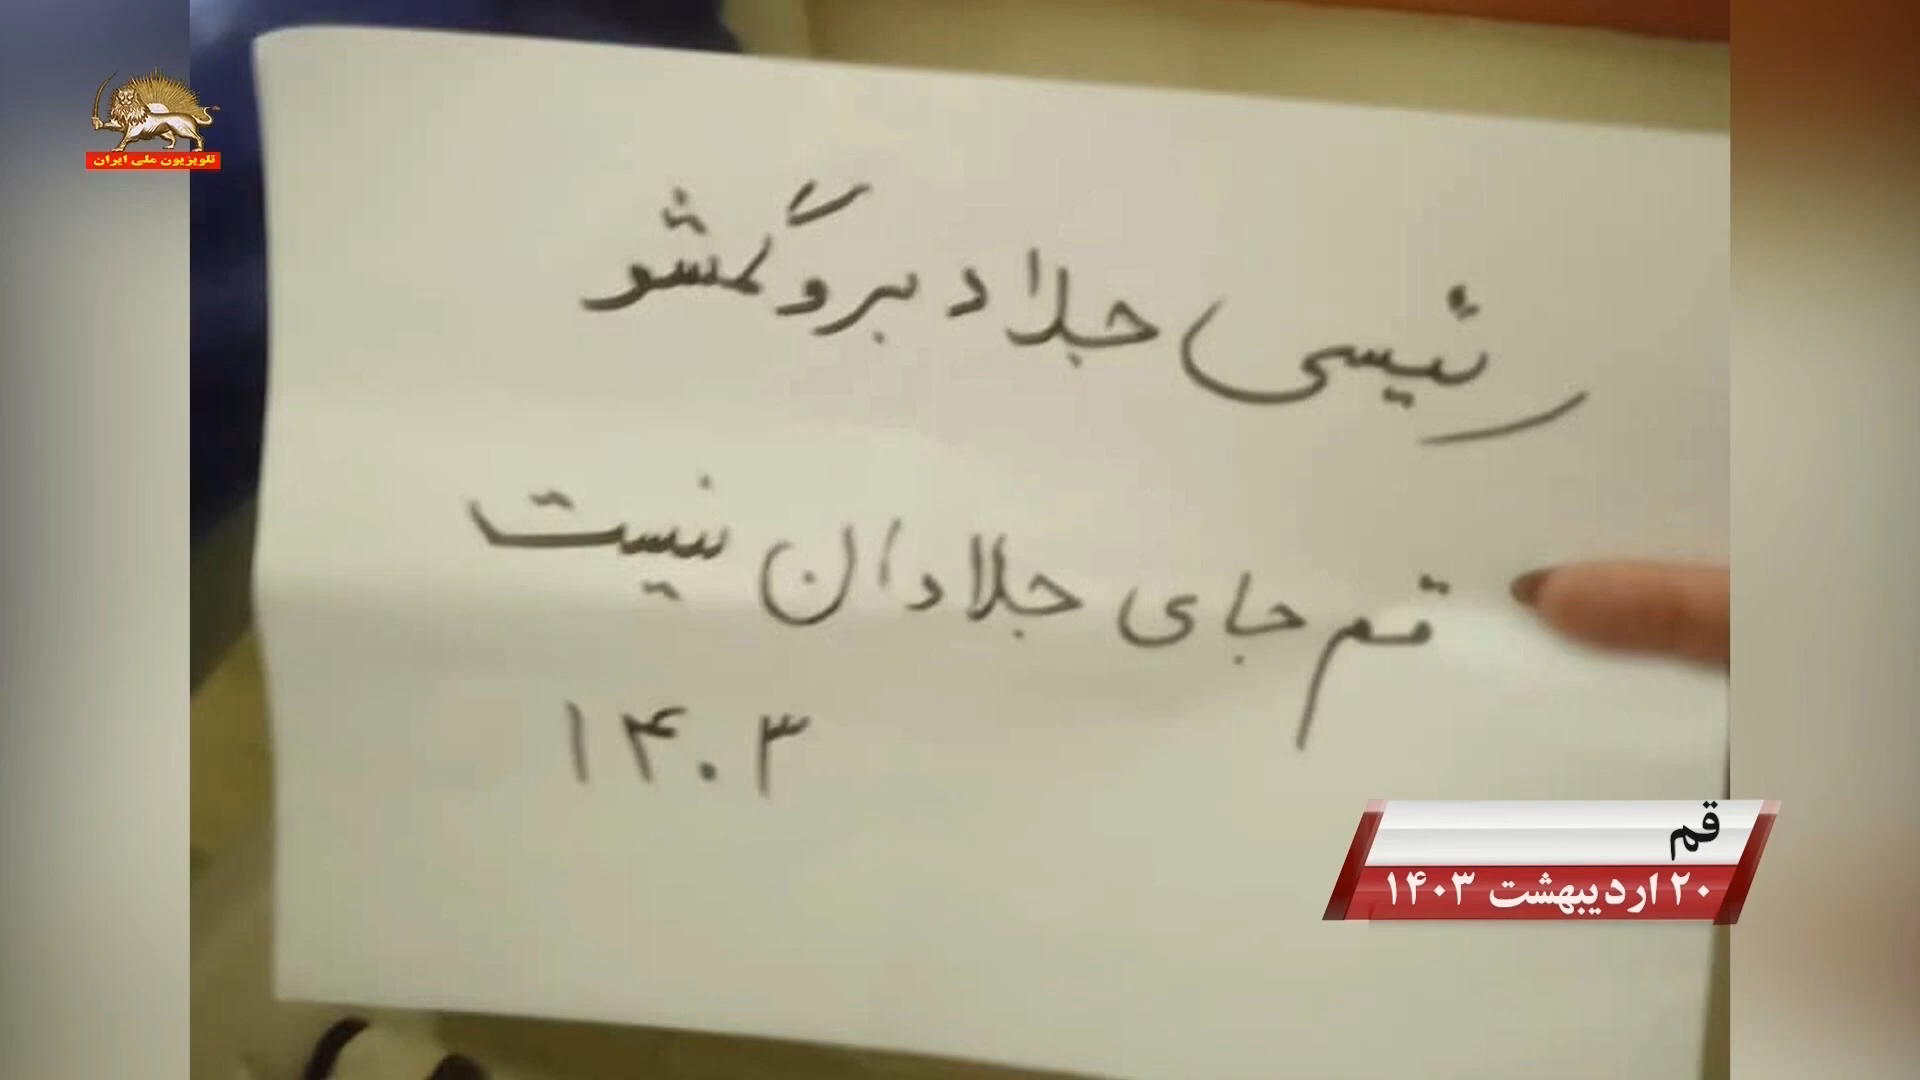 تلویزیون ملی ایران
رئیسی جلاد برو گمشو
قم جای جلادان نیست
۱۴۰۳
قم
۲۰ اردیبهشت ۱۴۰۳